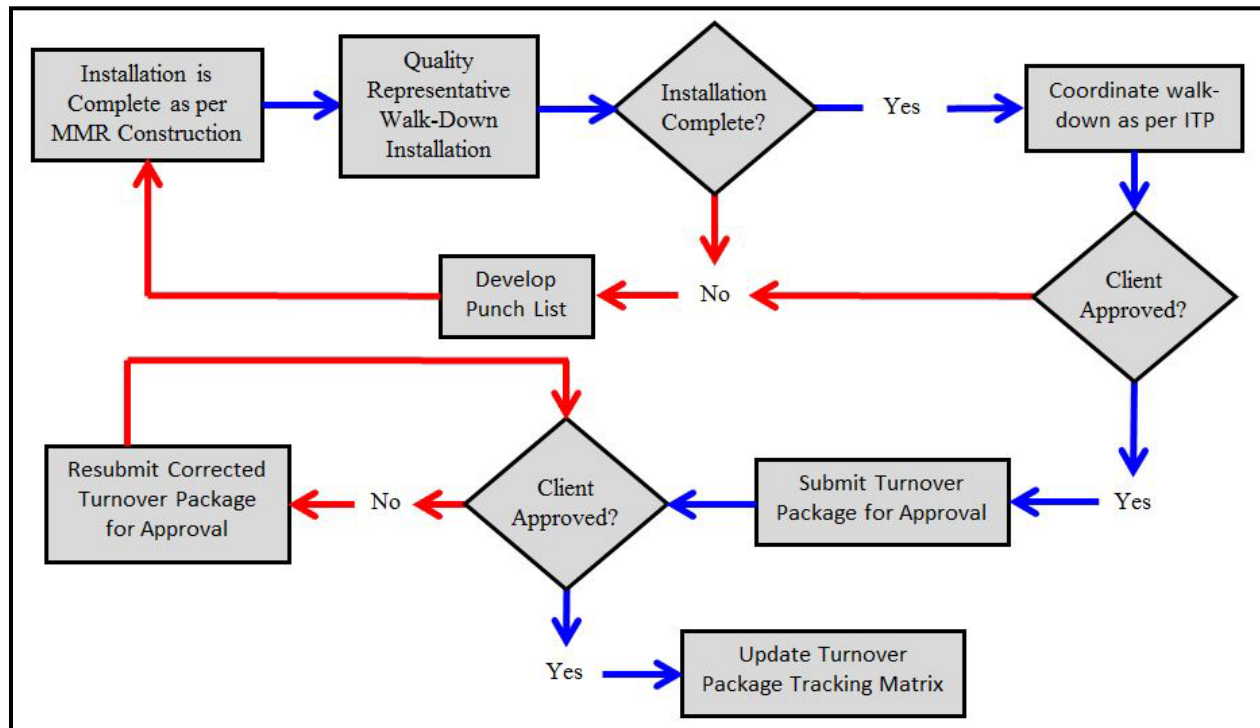 Installation is
Complete as per
MMR Construction
Quality
Representative
Walk-Down
Installation
Installation
Complete?
Yes
Coordinate walk-
down as per ITP
Client
Approved?
No
Develop
Punch List
Yes
Submit Turnover
Package for Approval
Client
Approved?
No
Resubmit Corrected
Turnover Package
for Approval
Yes
Update Turnover
Package Tracking Matrix